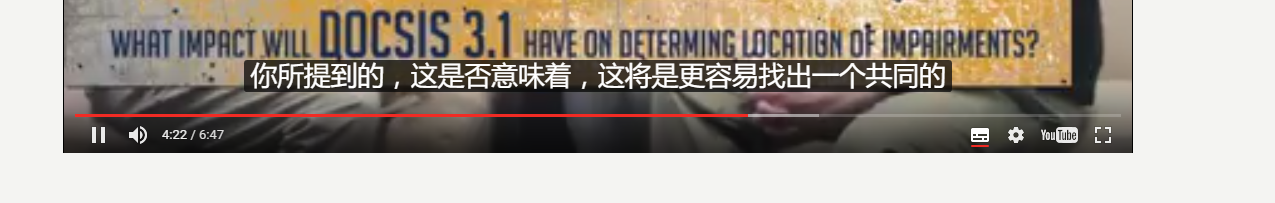 WHAT IMPACT WILL DOCSIS 3.1 HAVE ON DETERMING LOCATION OF IMPAIRMENTS?
你所提到的，这是否意味着，这将是更容易找出一个共同的
4:22 / 6:47 YouTube